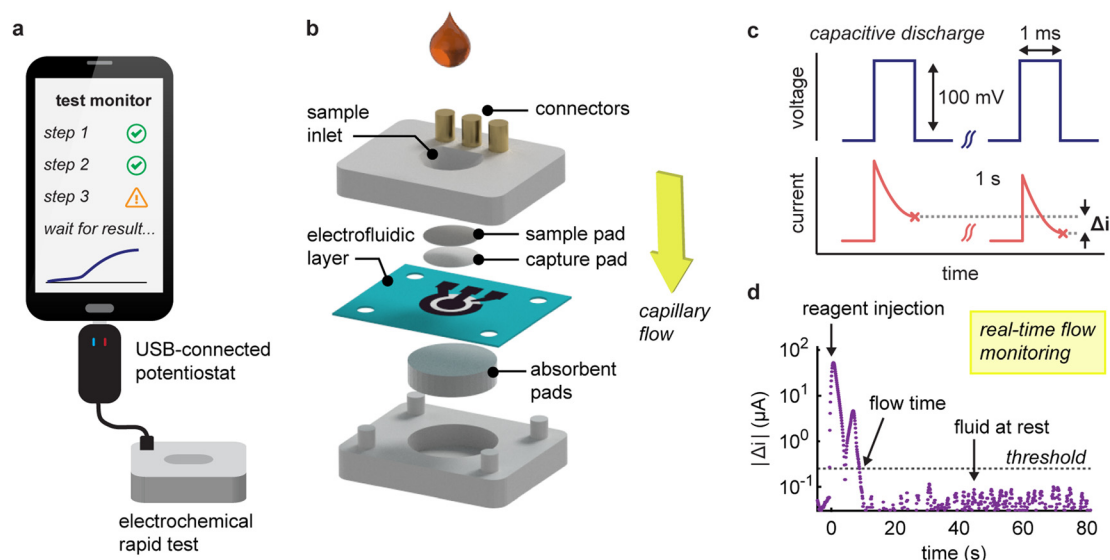 a
test monitor
step 1
step 2
step 3
wait for result...
USB-connected
potentiostat
electrochemical
rapid test
b
sample
inlet
connectors
electrofluidic
layer
sample pad
capture pad
capillary
flow
absorbent
pads
c
capacitive discharge
1 ms
voltage
100 mV
current
1 s
Δi
time
d
reagent injection
real-time flow
monitoring
|Δi| (µA)
10²
10¹
10⁰
10⁻¹
flow time
fluid at rest
threshold
0 20 40 60 80
time (s)